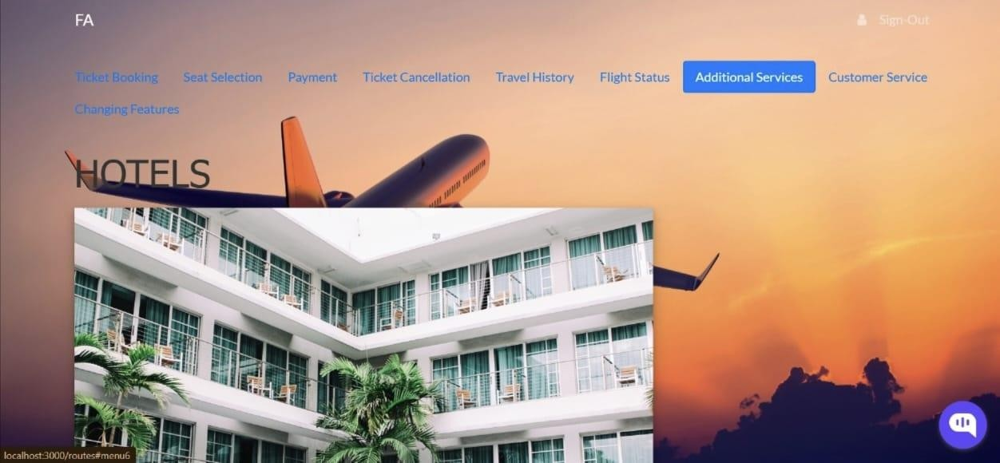 FA
Sign-Out
Ticket Booking Seat Selection Payment Ticket Cancellation Travel History Flight Status Additional Services Customer Service
Changing Features
HOTELS
localhost:3000/routes#menu6